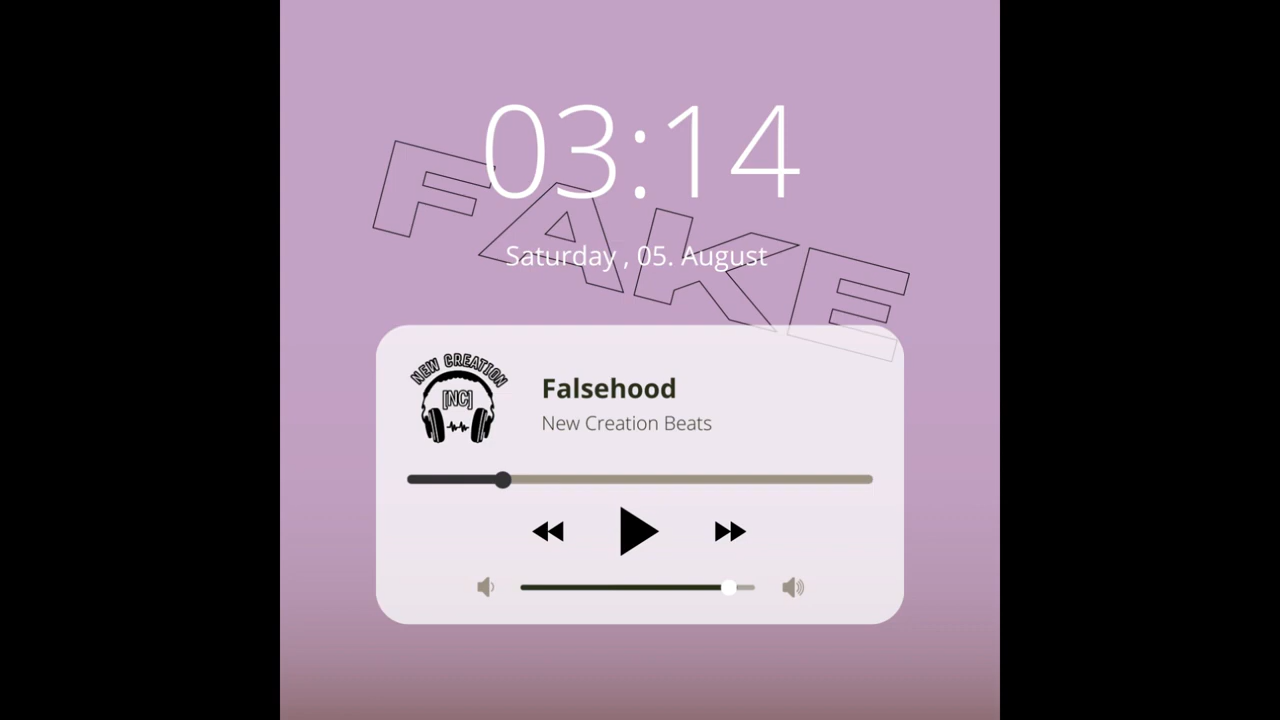 03:14
FAKE
Saturday , 05. August
NEW CREATION
[NC]
Falsehood
New Creation Beats